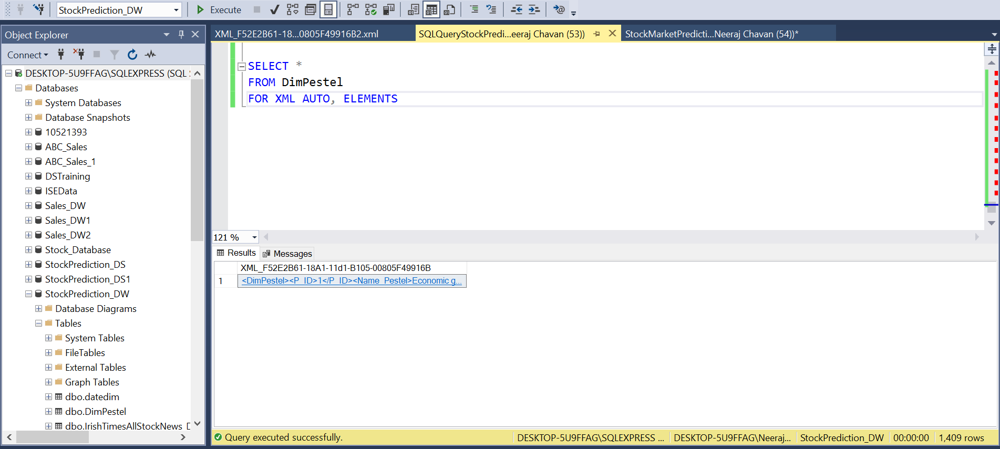 StockPrediction_DW
Execute
Object Explorer
Connect
DESKTOP-5U9FFAG\SQLEXPRESS (SQL S
Databases
System Databases
Database Snapshots
10521393
ABC_Sales
ABC_Sales_1
DSTraining
ISEData
Sales_DW
Sales_DW1
Sales_DW2
Stock_Database
StockPrediction_DS
StockPrediction_DS1
StockPrediction_DW
Database Diagrams
Tables
System Tables
FileTables
External Tables
Graph Tables
dbo.datedim
dbo.DimPestel
dbo.IrishTimesAllStockNews_D
XML_F52E2B61-18...0805F49916B2.xml
SQLQueryStockPredi...eeraj Chavan (53))
StockMarketPredicti...Neeraj Chavan (54))*
SELECT *
FROM DimPestel
FOR XML AUTO, ELEMENTS
121 %
Results
Messages
XML_F52E2B61-18A1-11d1-B105-00805F49916B
1
<DimPestel><P_ID>1</P_ID><Name_Pestel>Economic g...
Query executed successfully.
DESKTOP-5U9FFAG\SQLEXPRESS ...
DESKTOP-5U9FFAG\Neeraj...
StockPrediction_DW
00:00:00
1,409 rows